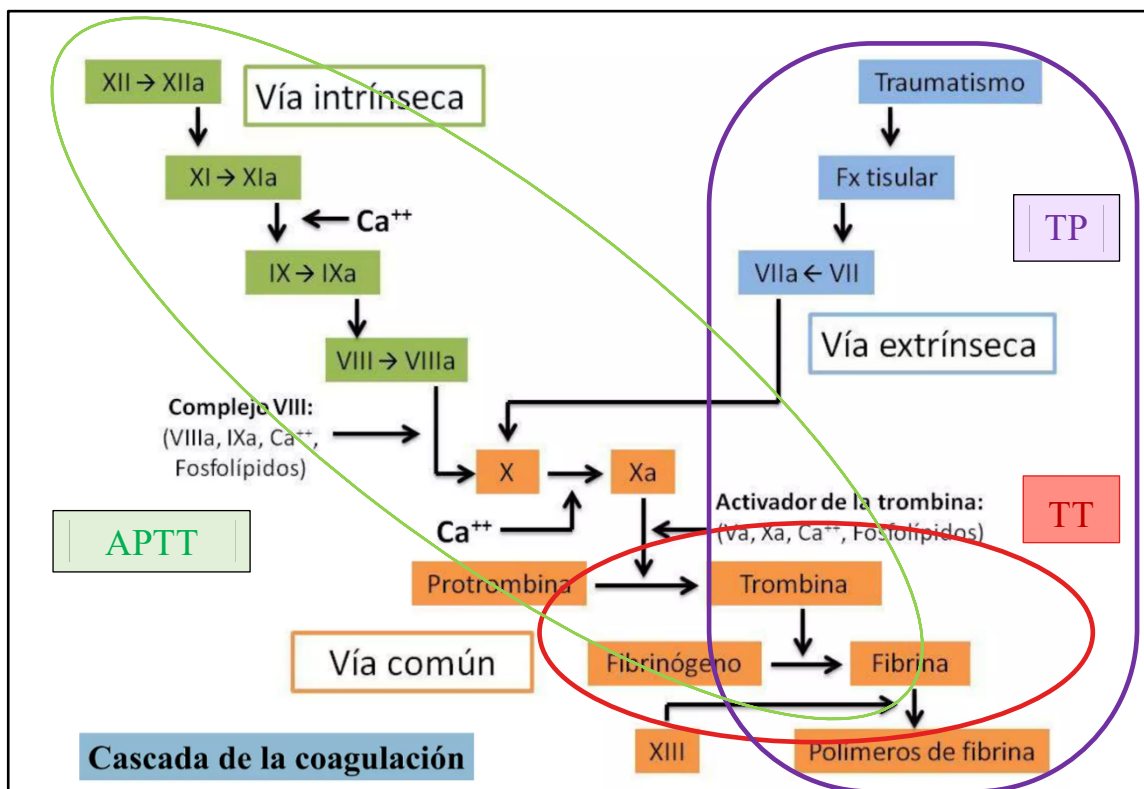 XII → XIIa
Vía intrínseca
Traumatismo
XI → XIa
Fx tisular
Ca⁺⁺
TP
IX → IXa
VIIa ← VII
Vía extrínseca
VIII → VIIIa
Complejo VIII:
(VIIIa, IXa, Ca⁺⁺,
Fosfolípidos)
X
Xa
Activador de la trombina:
(Va, Xa, Ca⁺⁺, Fosfolípidos)
TT
Ca⁺⁺
APTT
Protrombina
Trombina
Vía común
Fibrinógeno
Fibrina
XIII
Polímeros de fibrina
Cascada de la coagulación